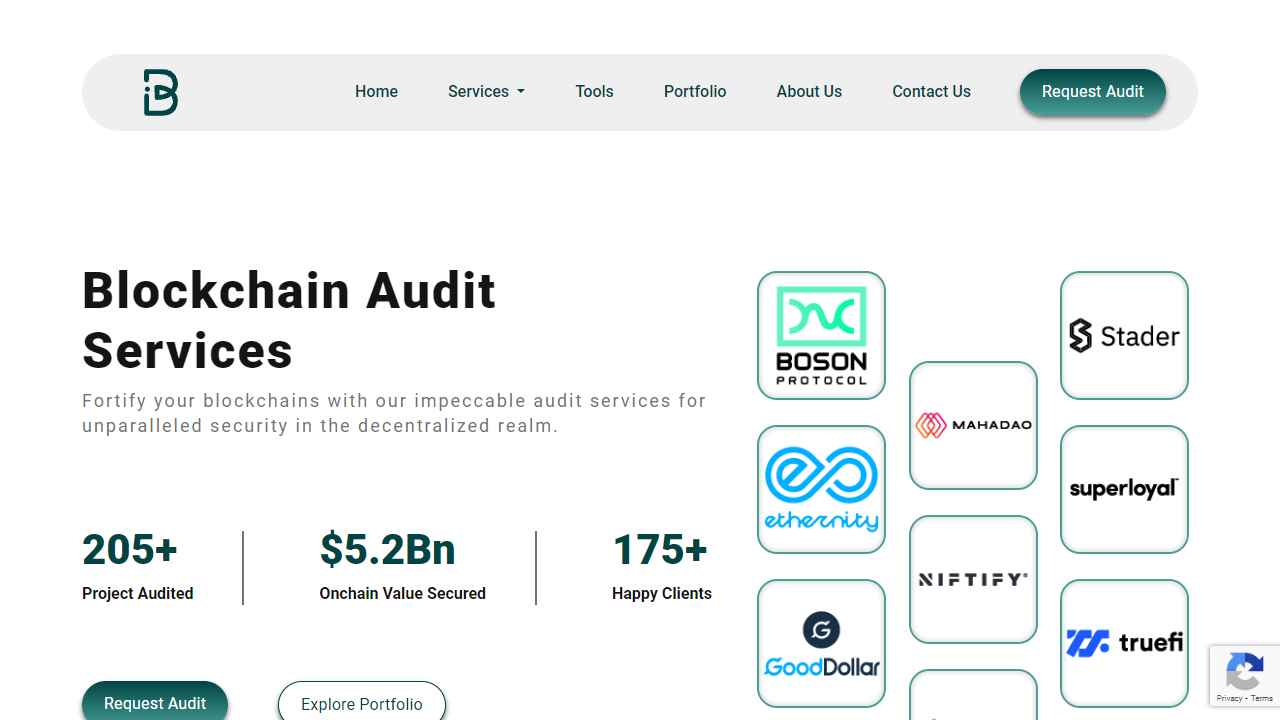 Home
Services
Tools
Portfolio
About Us
Contact Us
Request Audit
Blockchain Audit
Services
Fortify your blockchains with our impeccable audit services for
unparalleled security in the decentralized realm.
205+
Project Audited
$5.2Bn
Onchain Value Secured
175+
Happy Clients
Request Audit
Explore Portfolio
BOSON
PROTOCOL
ethernity
GoodDollar
MAHADAO
NIFTIFY
Stader
superloyal
truefi
Privacy - Terms